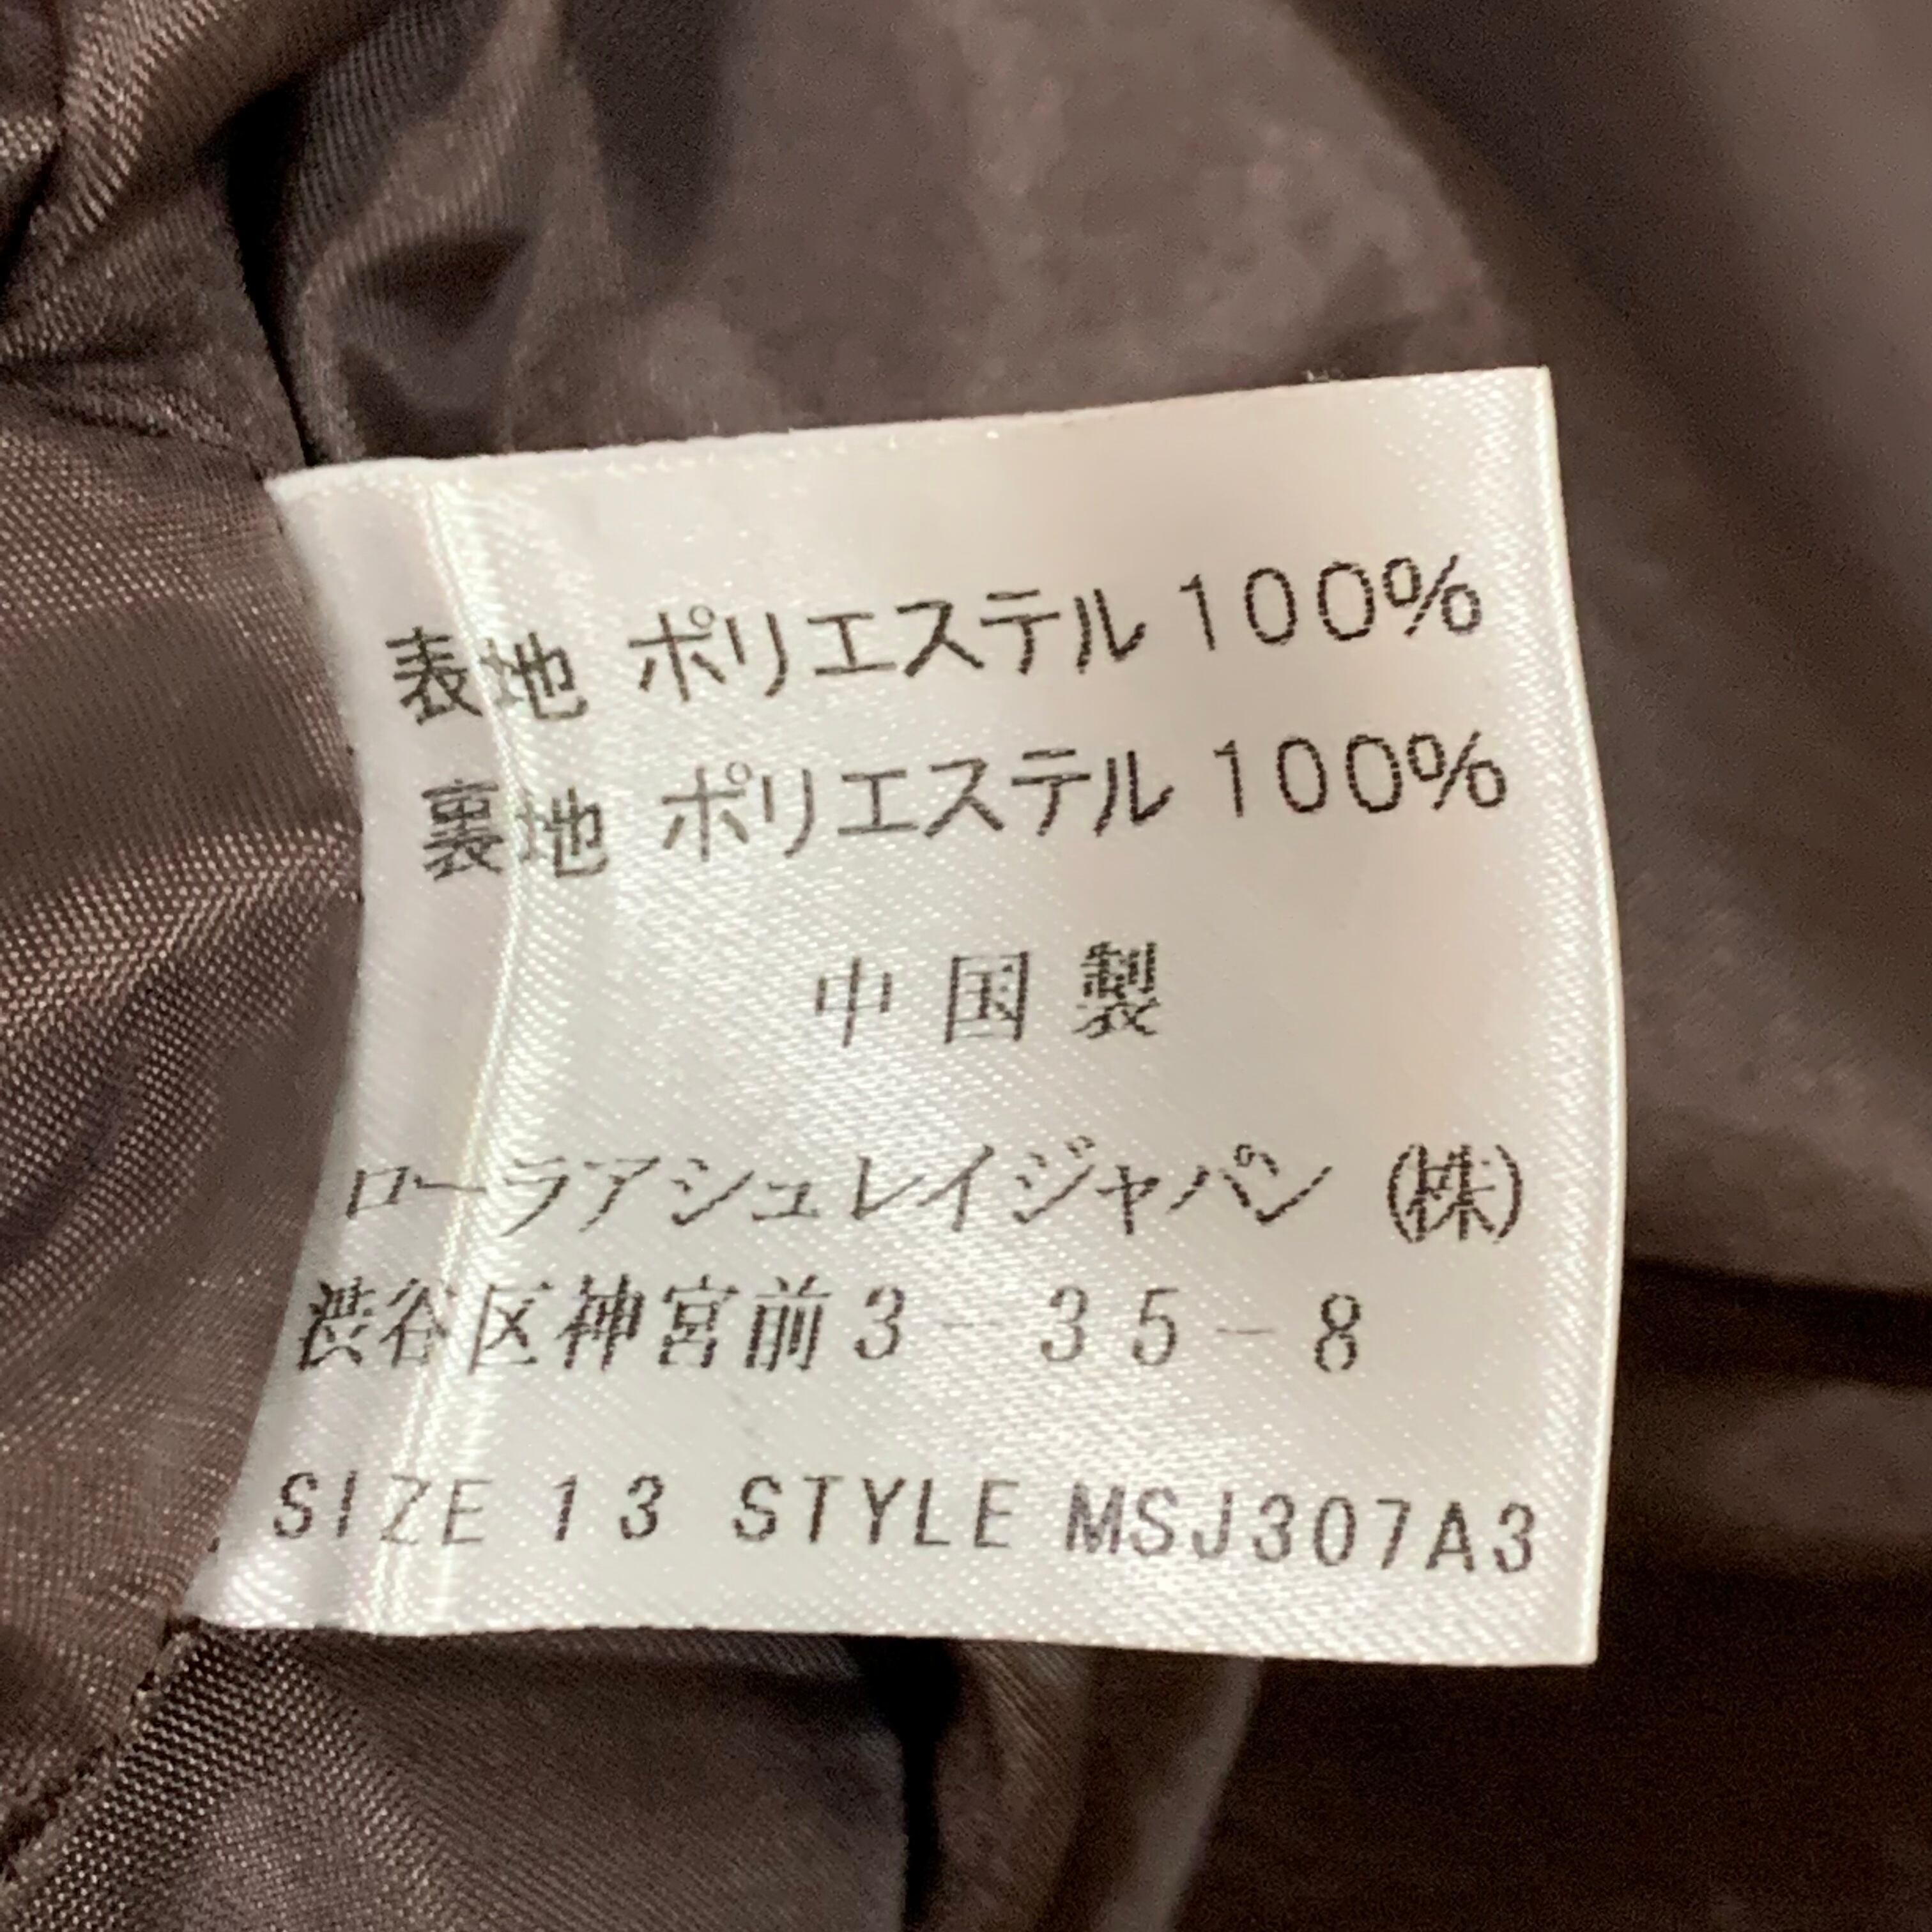 表地 ポリエステル100%
裏地 ポリエステル100%
中国製
ローラアシュレイジャパン(株)
渋谷区神宮前3-35-8
SIZE 13 STYLE MSJ307A3